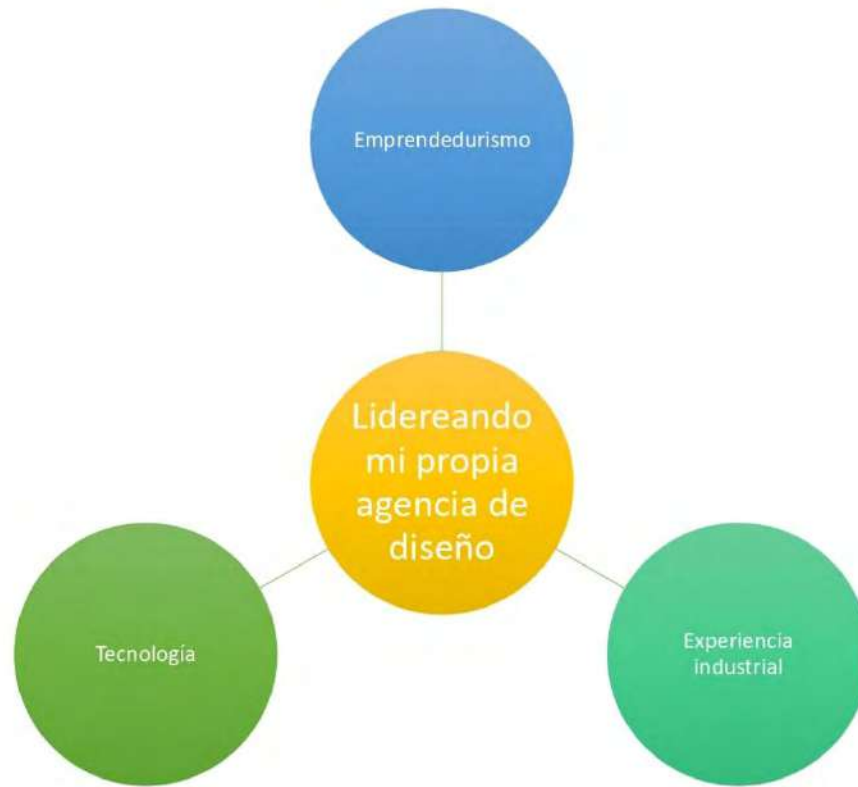 Emprendedurismo
Lidereando
mi propia
agencia de
diseño
Tecnología
Experiencia
industrial